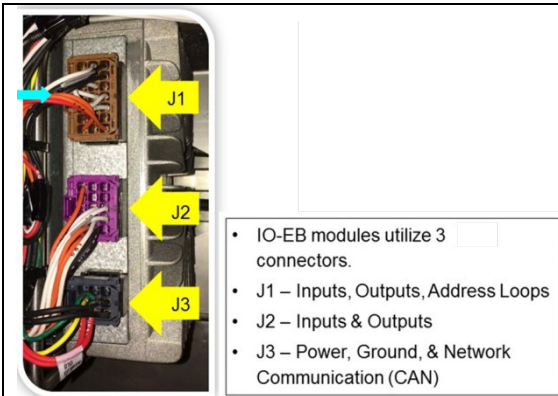 J1
J2
J3
• IO-EB modules utilize 3
connectors.
• J1 – Inputs, Outputs, Address Loops
• J2 – Inputs & Outputs
• J3 – Power, Ground, & Network
Communication (CAN)